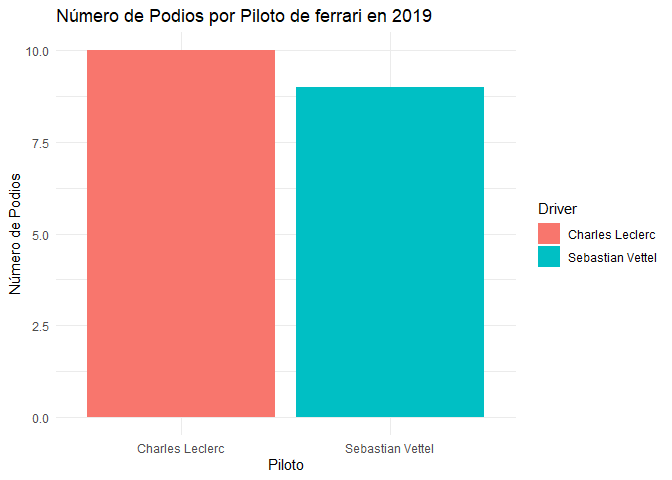 Número de Podios por Piloto de ferrari en 2019
Número de Podios
10.0
7.5
5.0
2.5
0.0
Charles Leclerc
Sebastian Vettel
Piloto
Driver
Charles Leclerc
Sebastian Vettel